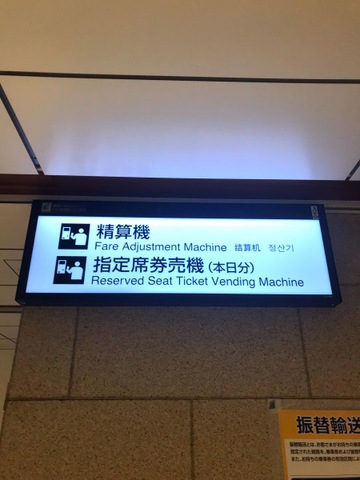 精算機
Fare Adjustment Machine 结算机 정산기
指定席券売機(本日分)
Reserved Seat Ticket Vending Machine
振替輸送